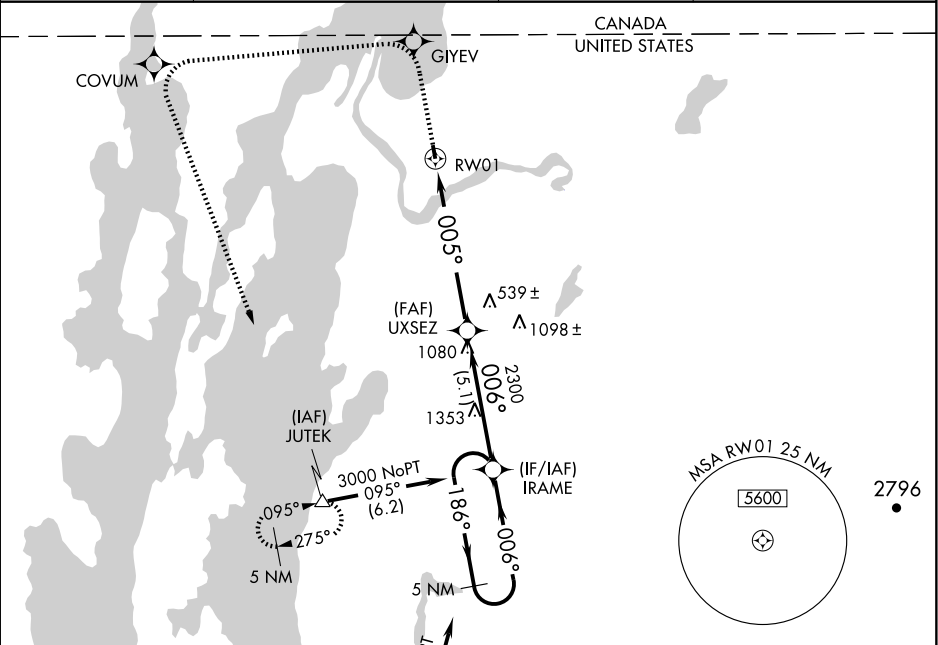 CANADA
UNITED STATES
COVUM
GIYEV
RW01
005°
539 ±
(FAF)
UXSEZ
1098 ±
1080
2300
006°
(5.1)
1353
(IAF)
JUTEK
3000 NoPT
095°
(6.2)
(IF/IAF)
IRAME
MSA RW01 25 NM
5600
2796
095°
275°
5 NM
186°
006°
5 NM